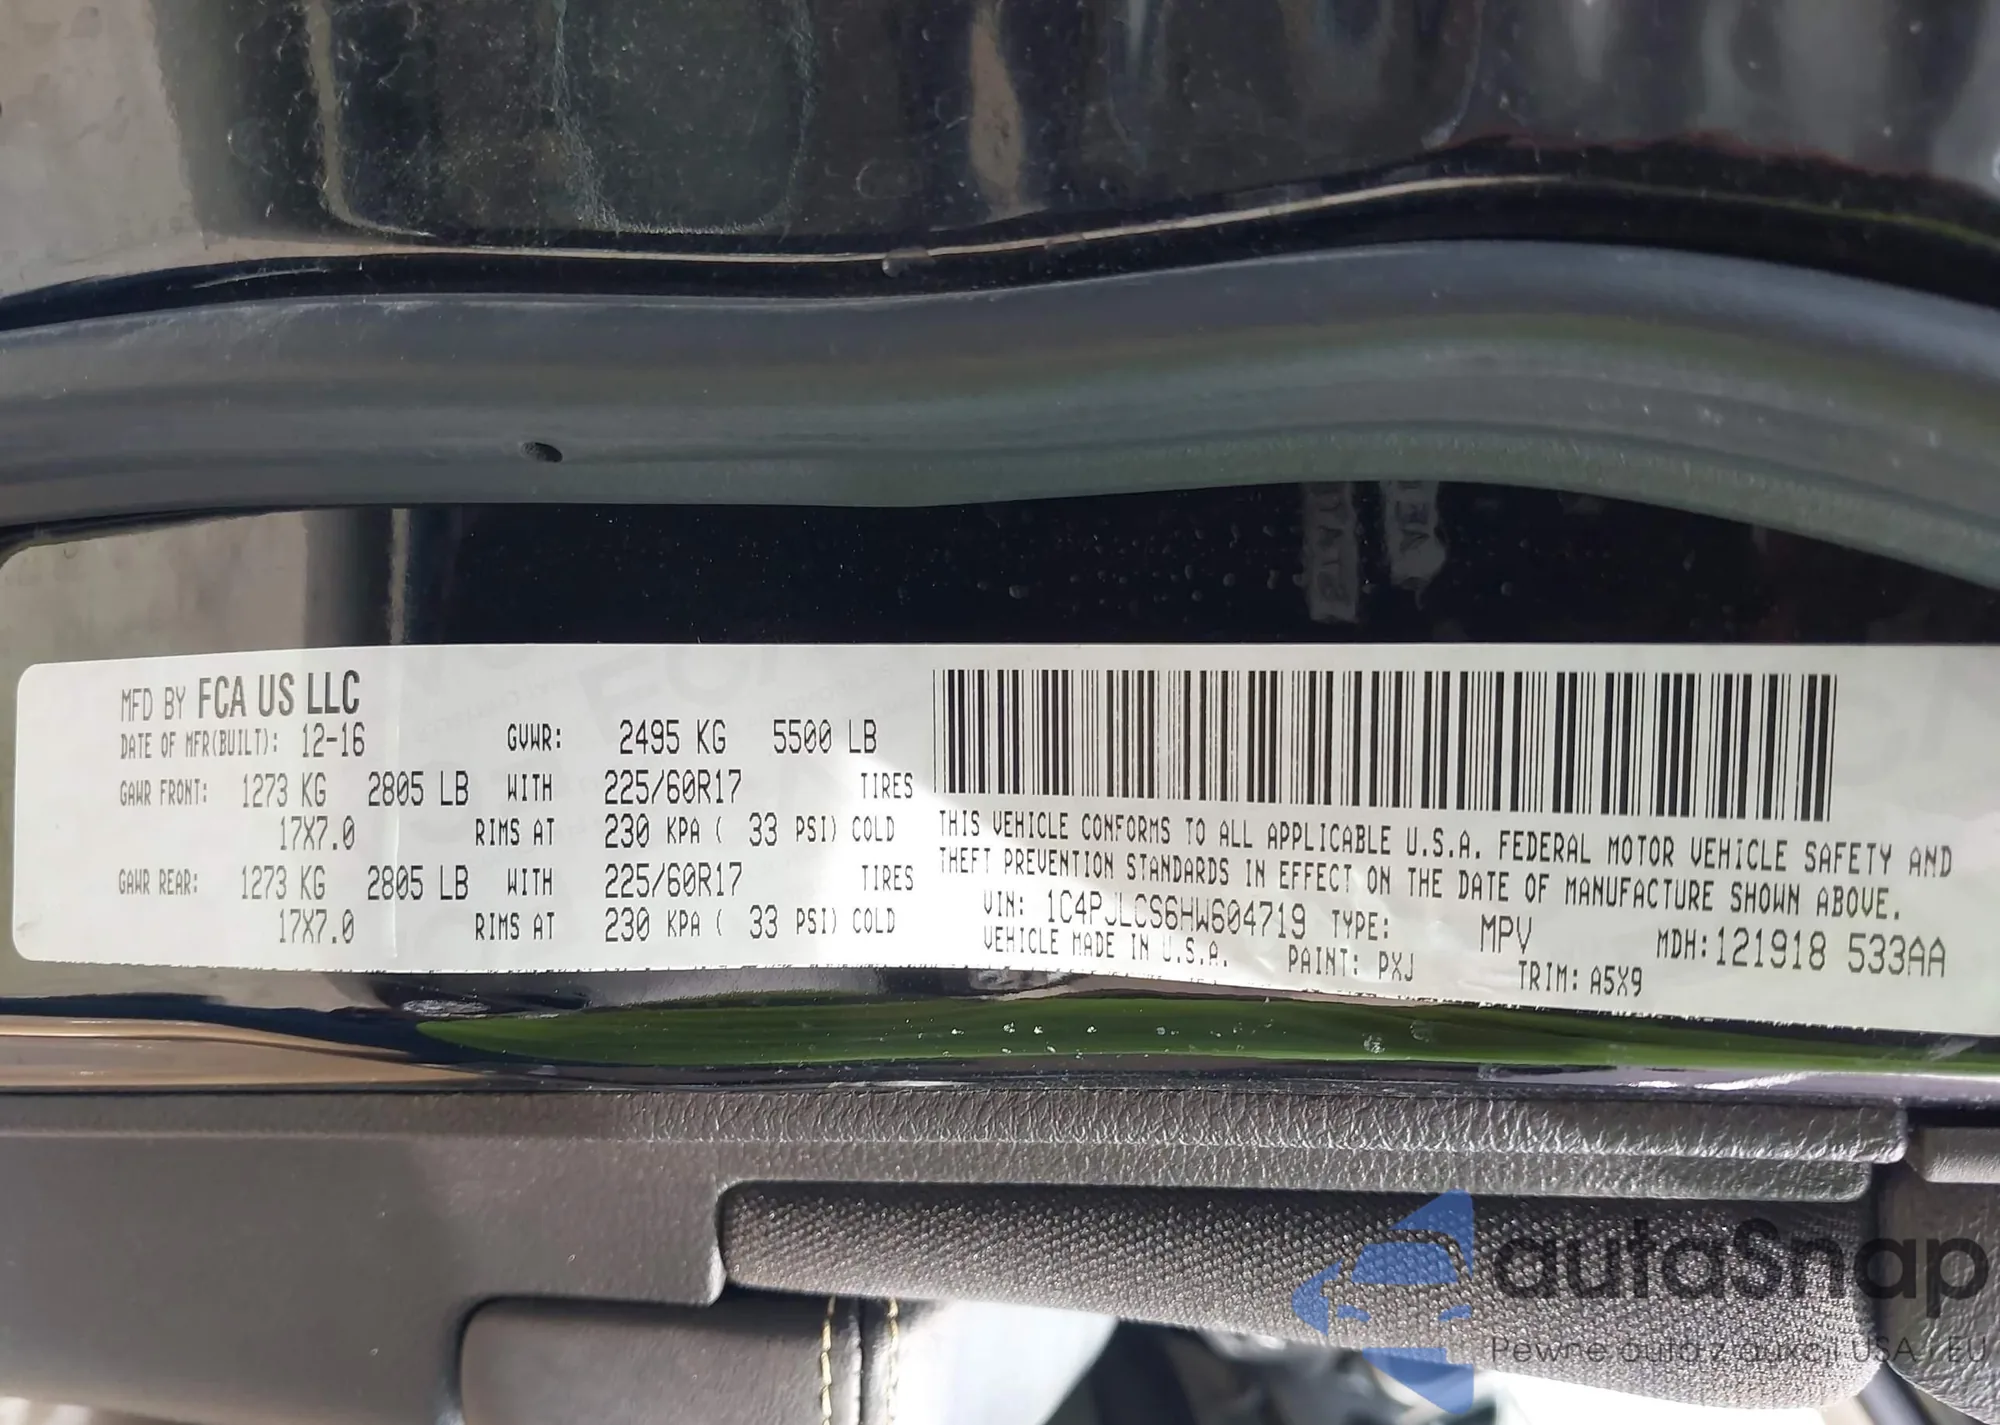 MFD BY FCA US LLC
DATE OF MFR(BUILT): 12-16 GVWR: 2495 KG 5500 LB
GAWR FRONT: 1273 KG 2805 LB WITH 225/60R17 TIRES
17X7.0 RIMS AT 230 KPA ( 33 PSI) COLD
GAWR REAR: 1273 KG 2805 LB WITH 225/60R17 TIRES
17X7.0 RIMS AT 230 KPA ( 33 PSI) COLD
THIS VEHICLE CONFORMS TO ALL APPLICABLE U.S.A. FEDERAL MOTOR VEHICLE SAFETY AND
THEFT PREVENTION STANDARDS IN EFFECT ON THE DATE OF MANUFACTURE SHOWN ABOVE.
VIN: 1C4PJLCS6HW604719 TYPE: MPV MDH: 121918 533AA
VEHICLE MADE IN U.S.A. PAINT: PXJ TRIM: A5X9
autaSnap
Pewne auta z aukcji USA / EU